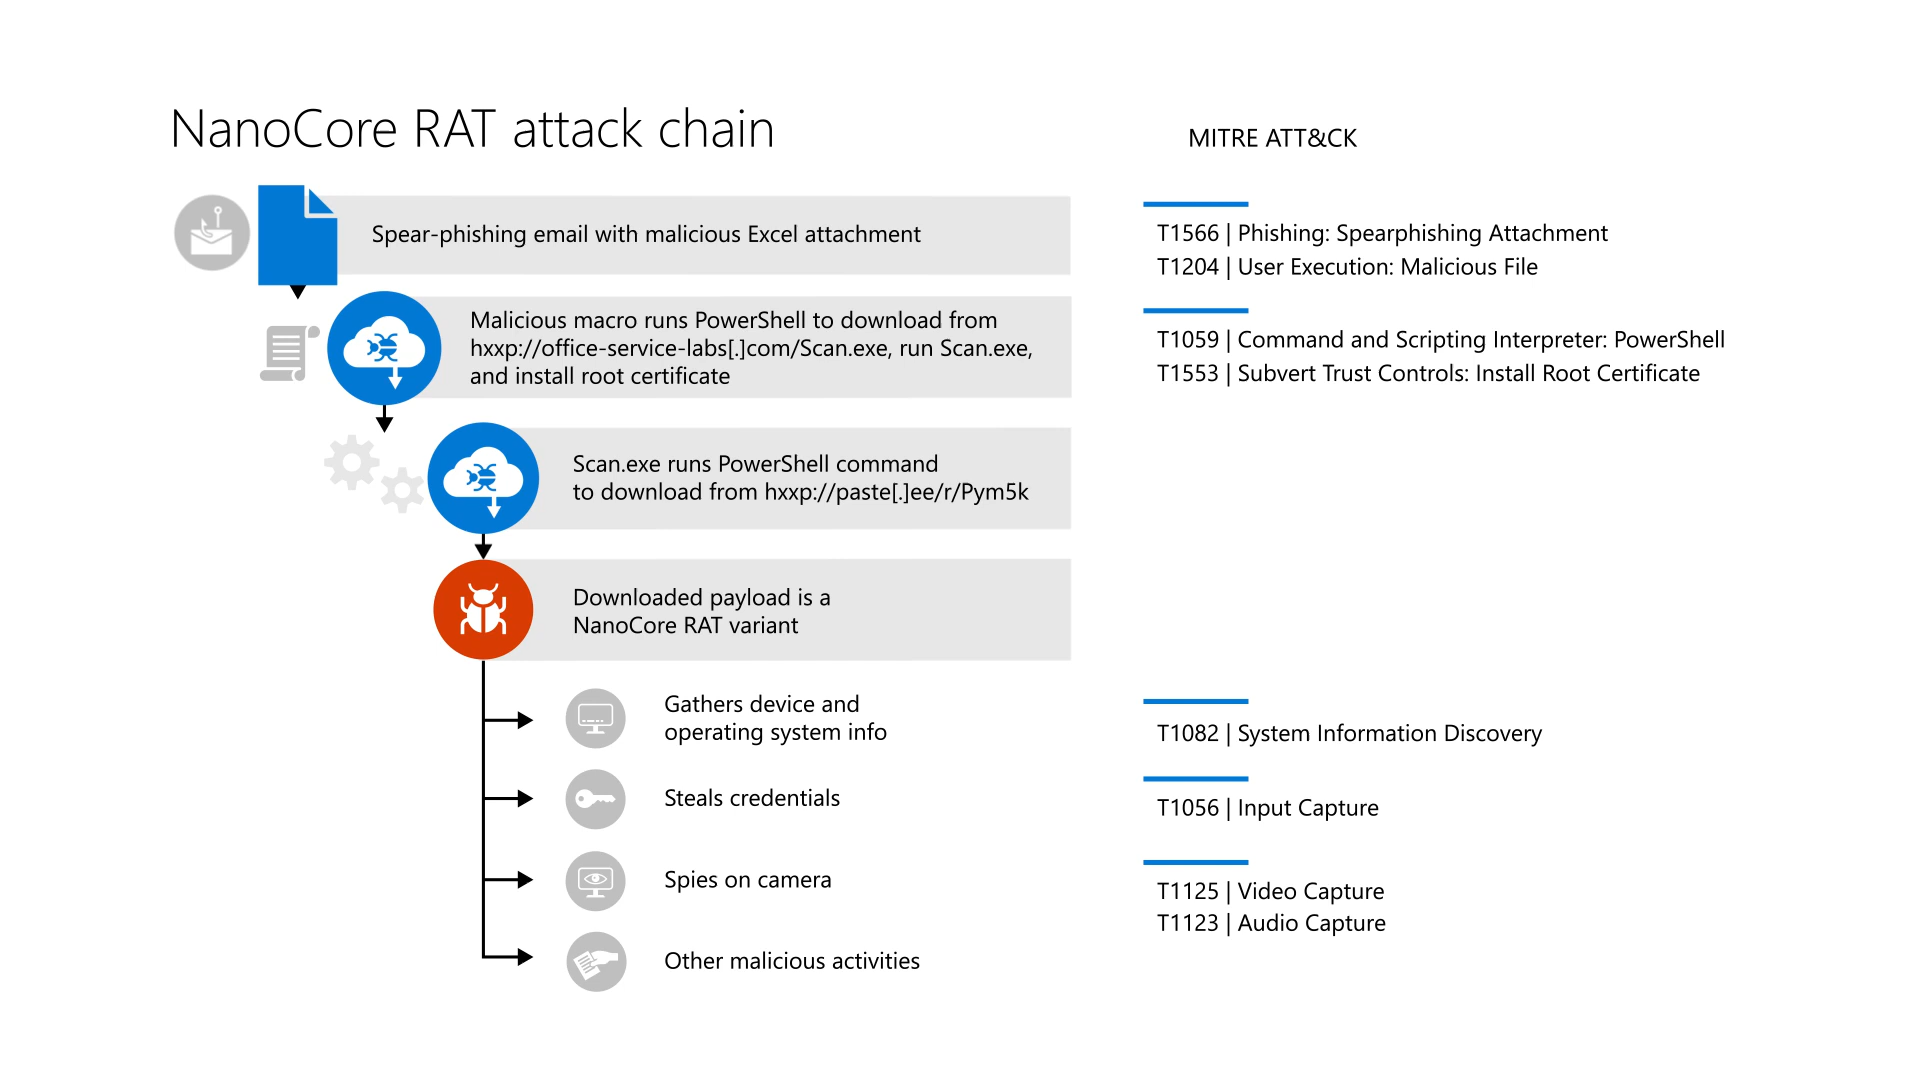 NanoCore RAT attack chain
MITRE ATT&CK
Spear-phishing email with malicious Excel attachment
T1566 | Phishing: Spearphishing Attachment
T1204 | User Execution: Malicious File
Malicious macro runs PowerShell to download from
hxxp://office-service-labs[.]com/Scan.exe, run Scan.exe,
and install root certificate
T1059 | Command and Scripting Interpreter: PowerShell
T1553 | Subvert Trust Controls: Install Root Certificate
Scan.exe runs PowerShell command
to download from hxxp://paste[.]ee/r/Pym5k
Downloaded payload is a
NanoCore RAT variant
Gathers device and
operating system info
T1082 | System Information Discovery
Steals credentials
T1056 | Input Capture
Spies on camera
T1125 | Video Capture
T1123 | Audio Capture
Other malicious activities